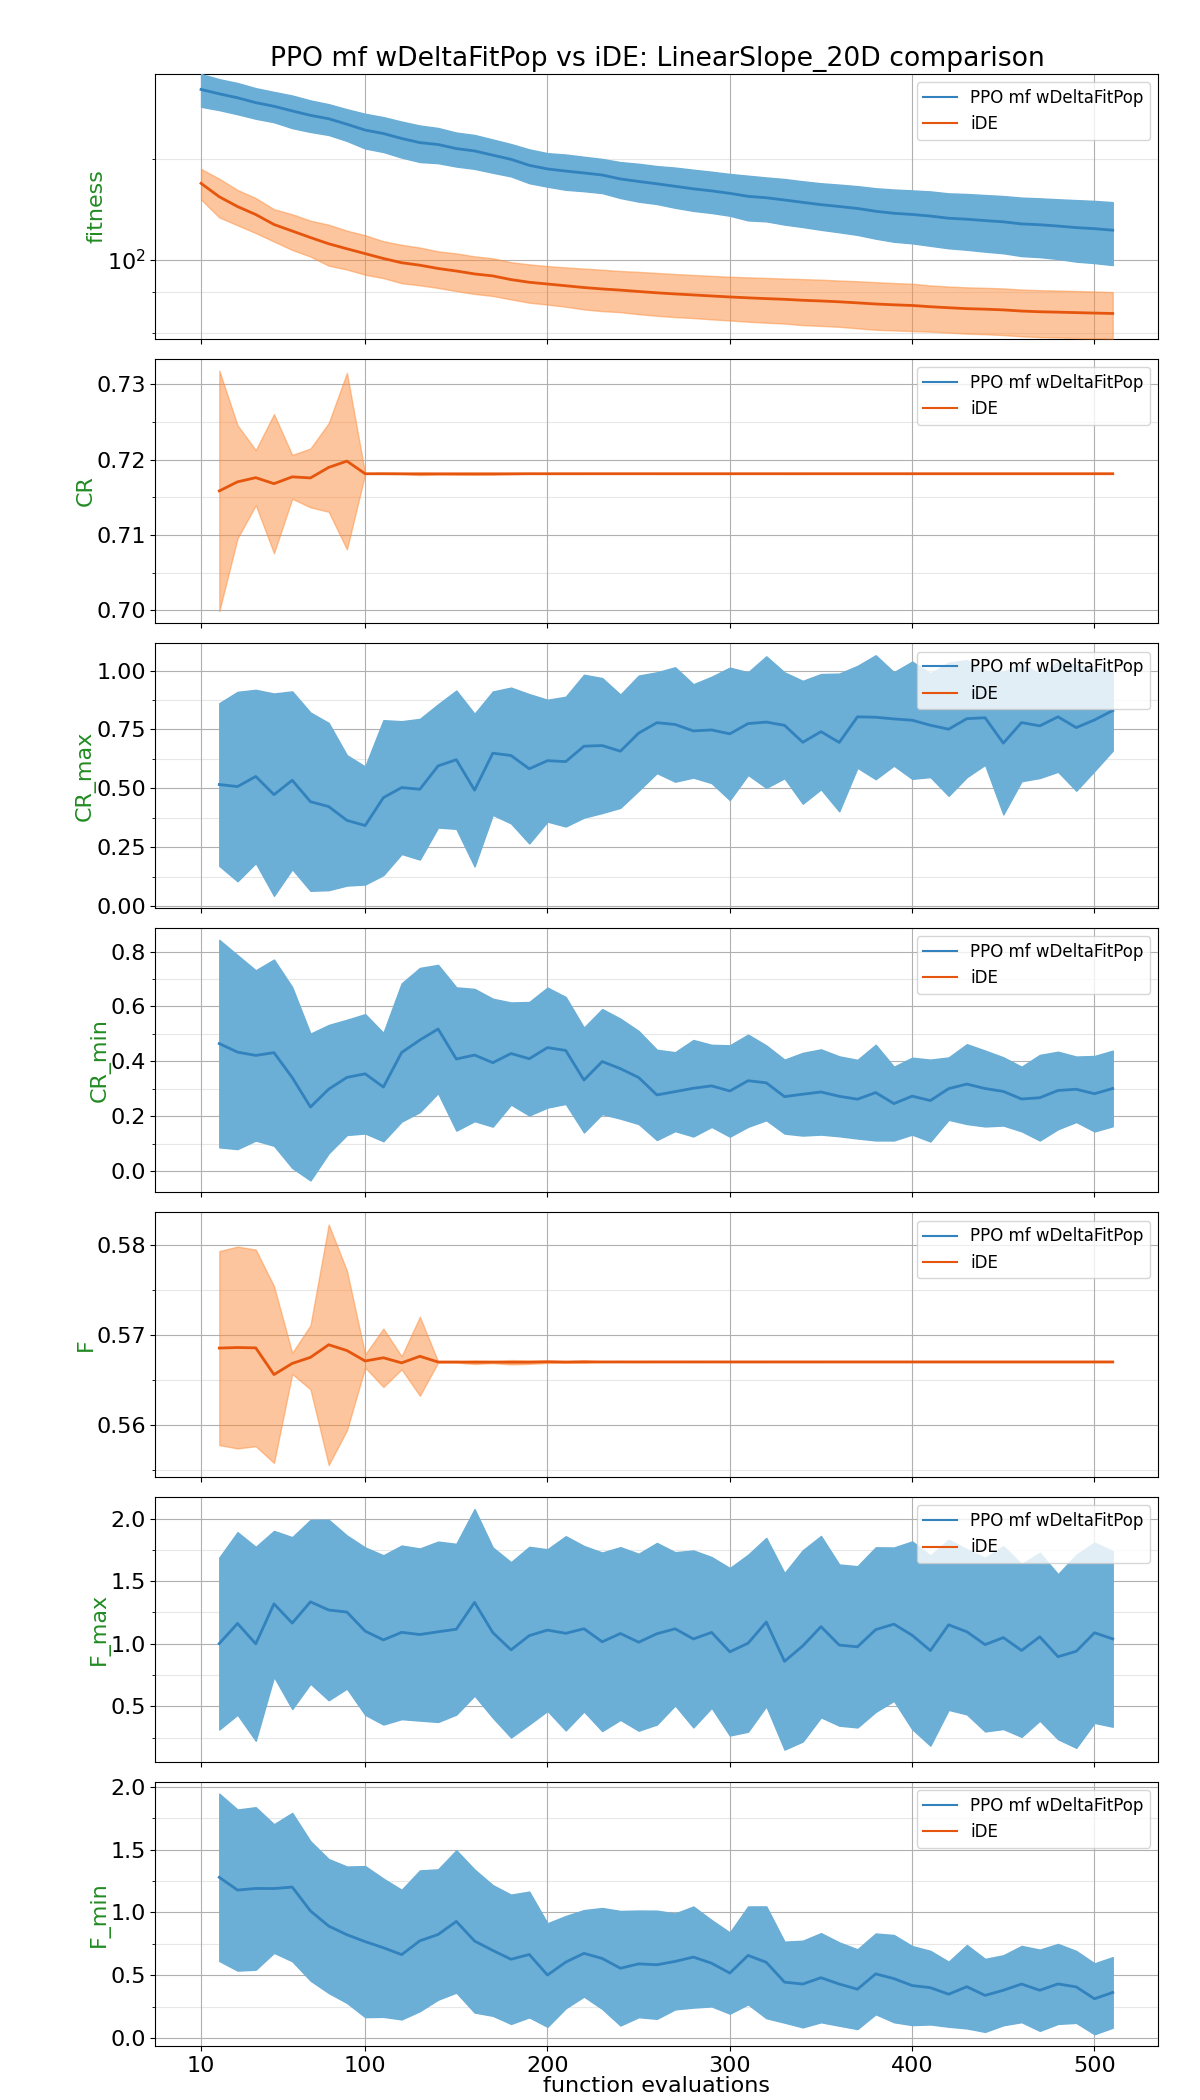 PPO mf wDeltaFitPop vs iDE: LinearSlope_20D comparison
fitness
10²
PPO mf wDeltaFitPop
iDE
CR
0.73
0.72
0.71
0.70
PPO mf wDeltaFitPop
iDE
CR_max
1.00
0.75
0.50
0.25
0.00
PPO mf wDeltaFitPop
iDE
CR_min
0.8
0.6
0.4
0.2
0.0
PPO mf wDeltaFitPop
iDE
F
0.58
0.57
0.56
PPO mf wDeltaFitPop
iDE
F_max
2.0
1.5
1.0
0.5
PPO mf wDeltaFitPop
iDE
F_min
2.0
1.5
1.0
0.5
0.0
PPO mf wDeltaFitPop
iDE
10 100 200 300 400 500
function evaluations